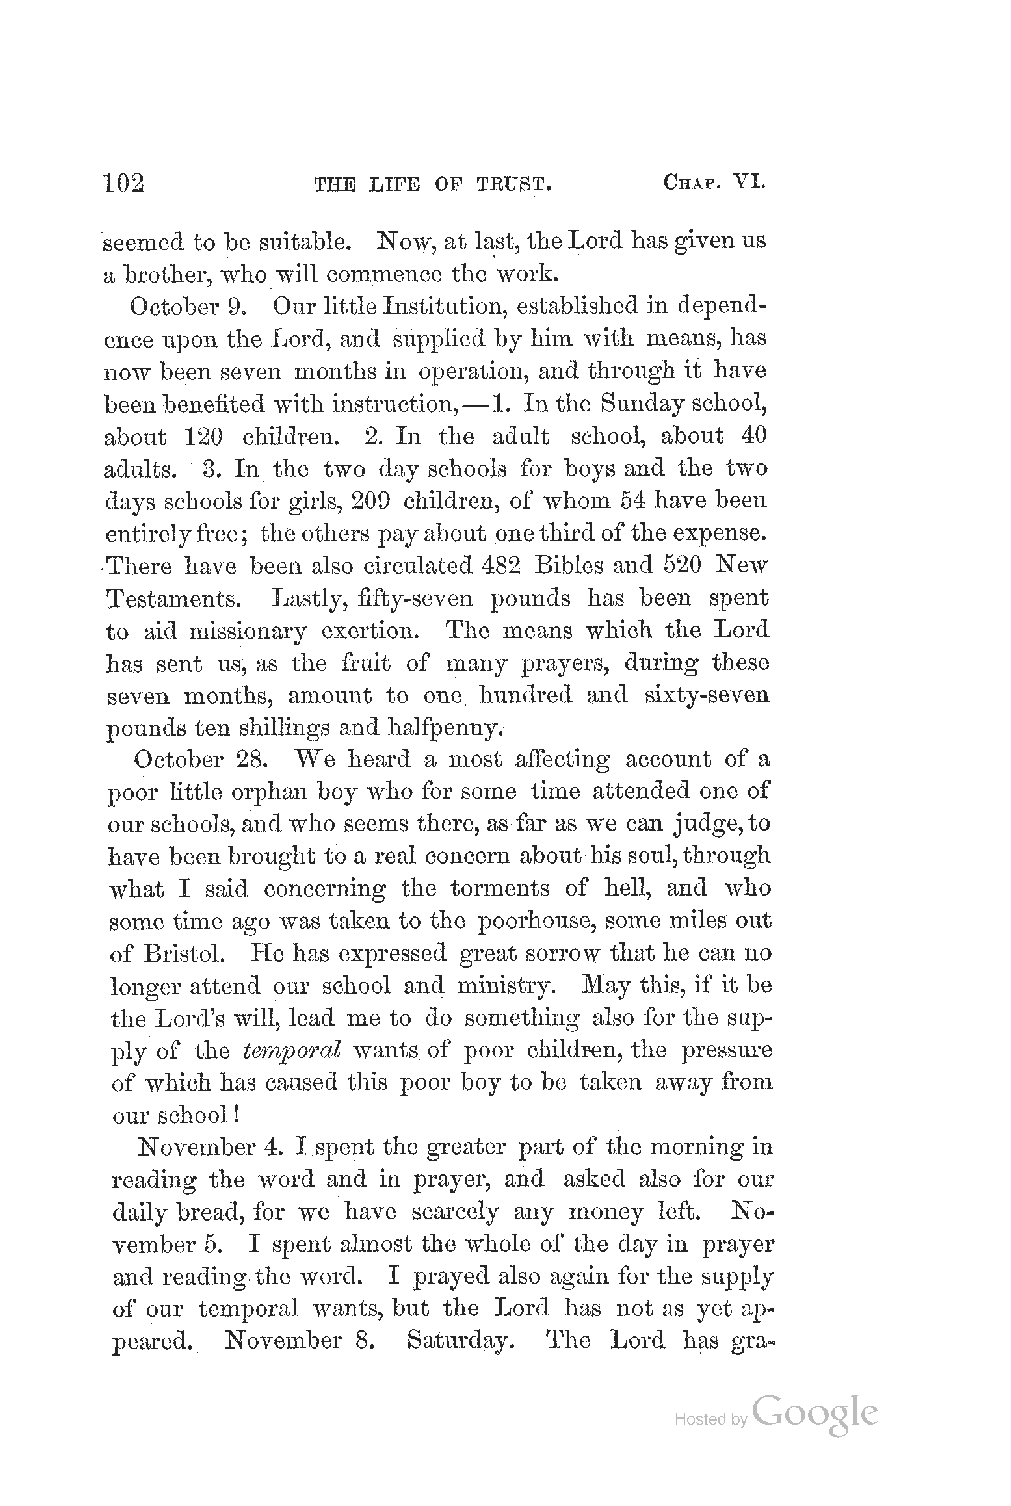 102 THE LIFE OF TRUST. CHAP. VI.
seemed to be suitable. Now, at last, the Lord has given us
a brother, who will commence the work.
October 9. Our little Institution, established in depend-
ence upon the Lord, and supplied by him with means, has
now been seven months in operation, and through it have
been benefited with instruction,—1. In the Sunday school,
about 120 children. 2. In the adult school, about 40
adults. 3. In the two day schools for boys and the two
days schools for girls, 209 children, of whom 54 have been
entirely free; the others pay about one third of the expense.
There have been also circulated 482 Bibles and 520 New
Testaments. Lastly, fifty-seven pounds has been spent
to aid missionary exertion. The means which the Lord
has sent us, as the fruit of many prayers, during these
seven months, amount to one hundred and sixty-seven
pounds ten shillings and halfpenny.
October 28. We heard a most affecting account of a
poor little orphan boy who for some time attended one of
our schools, and who seems there, as far as we can judge, to
have been brought to a real concern about his soul, through
what I said concerning the torments of hell, and who
some time ago was taken to the poorhouse, some miles out
of Bristol. He has expressed great sorrow that he can no
longer attend our school and ministry. May this, if it be
the Lord's will, lead me to do something also for the sup-
ply of the temporal wants of poor children, the pressure
of which has caused this poor boy to be taken away from
our school!
November 4. I spent the greater part of the morning in
reading the word and in prayer, and asked also for our
daily bread, for we have scarcely any money left. No-
vember 5. I spent almost the whole of the day in prayer
and reading the word. I prayed also again for the supply
of our temporal wants, but the Lord has not as yet ap-
peared. November 8. Saturday. The Lord has gra-
Hosted by Google